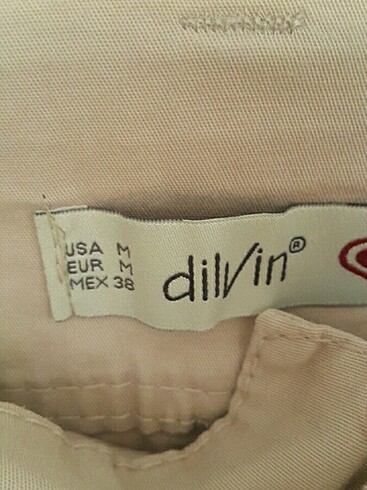 USA M
EUR M
MEX 38
dilvin®